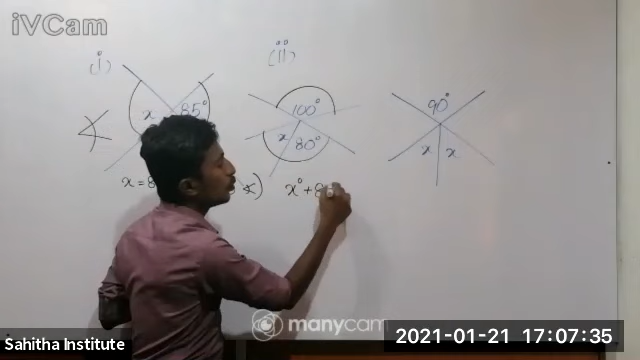 iVCam
(i)
(ii)
x 85°
100°
x 80°
90°
x x
x = 8
x° + 8
manycam
Sahitha Institute
2021-01-21 17:07:35